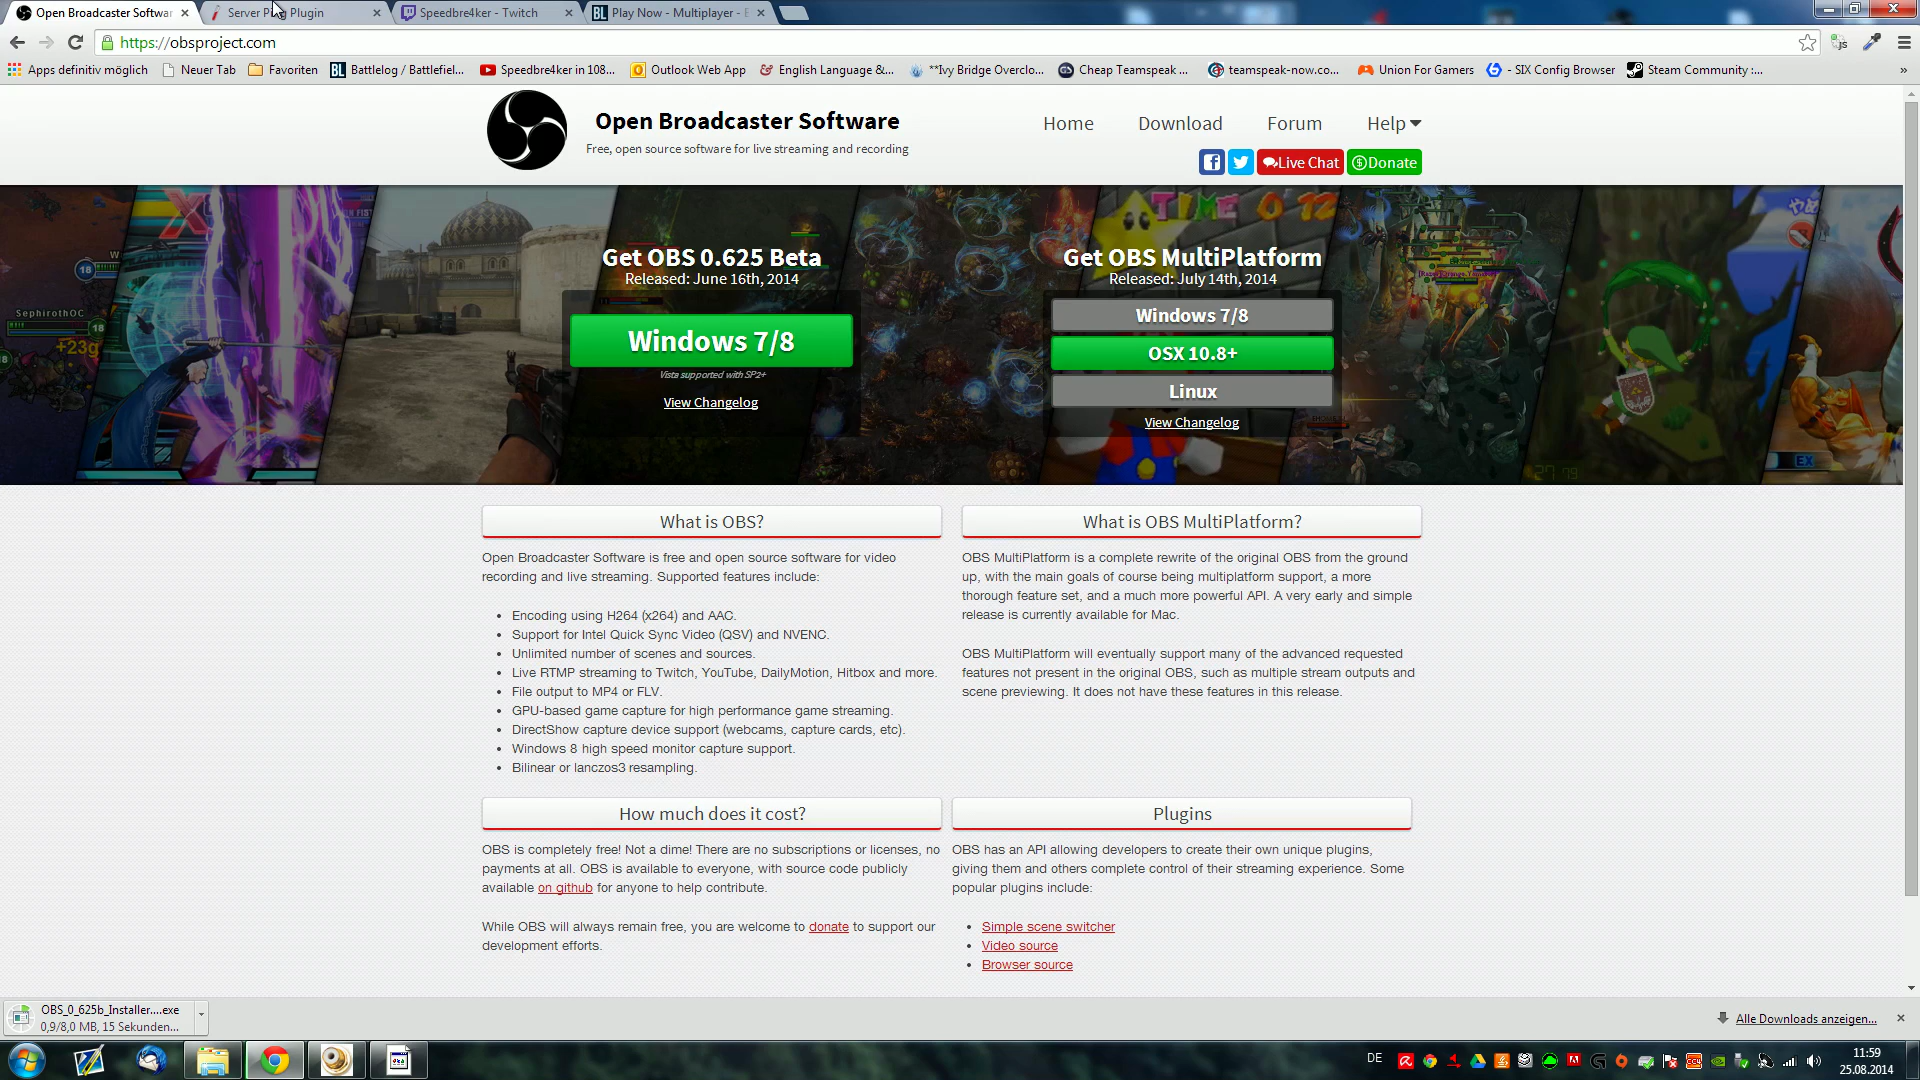 Open Broadcaster Softwar
Server Ping Plugin
Speedbre4ker - Twitch
BL Play Now - Multiplayer - B
https://obsproject.com
Apps definitiv möglich
Neuer Tab
Favoriten
BL Battlelog / Battlefiel...
Speedbre4ker in 108...
Outlook Web App
English Language &...
**Ivy Bridge Overclo...
Cheap Teamspeak ...
teamspeak-now.co...
Union For Gamers
- SIX Config Browser
Steam Community :...
»
Open Broadcaster Software
Free, open source software for live streaming and recording
Home
Download
Forum
Help
Live Chat
Donate
Get OBS 0.625 Beta
Released: June 16th, 2014
Windows 7/8
Vista supported with SP2+
View Changelog
Get OBS MultiPlatform
Released: July 14th, 2014
Windows 7/8
OSX 10.8+
Linux
View Changelog
SephirothOC
18
18
+23g
TIME 0 12
EX
What is OBS?
Open Broadcaster Software is free and open source software for video
recording and live streaming. Supported features include:
• Encoding using H264 (x264) and AAC.
• Support for Intel Quick Sync Video (QSV) and NVENC.
• Unlimited number of scenes and sources.
• Live RTMP streaming to Twitch, YouTube, DailyMotion, Hitbox and more.
• File output to MP4 or FLV.
• GPU-based game capture for high performance game streaming.
• DirectShow capture device support (webcams, capture cards, etc).
• Windows 8 high speed monitor capture support.
• Bilinear or lanczos3 resampling.
What is OBS MultiPlatform?
OBS MultiPlatform is a complete rewrite of the original OBS from the ground
up, with the main goals of course being multiplatform support, a more
thorough feature set, and a much more powerful API. A very early and simple
release is currently available for Mac.
OBS MultiPlatform will eventually support many of the advanced requested
features not present in the original OBS, such as multiple stream outputs and
scene previewing. It does not have these features in this release.
How much does it cost?
OBS is completely free! Not a dime! There are no subscriptions or licenses, no
payments at all. OBS is available to everyone, with source code publicly
available on github for anyone to help contribute.
While OBS will always remain free, you are welcome to donate to support our
development efforts.
Plugins
OBS has an API allowing developers to create their own unique plugins,
giving them and others complete control of their streaming experience. Some
popular plugins include:
• Simple scene switcher
• Video source
• Browser source
OBS_0_625b_Installer....exe
0,9/8,0 MB, 15 Sekunden...
Alle Downloads anzeigen...
DE
11:59
25.08.2014